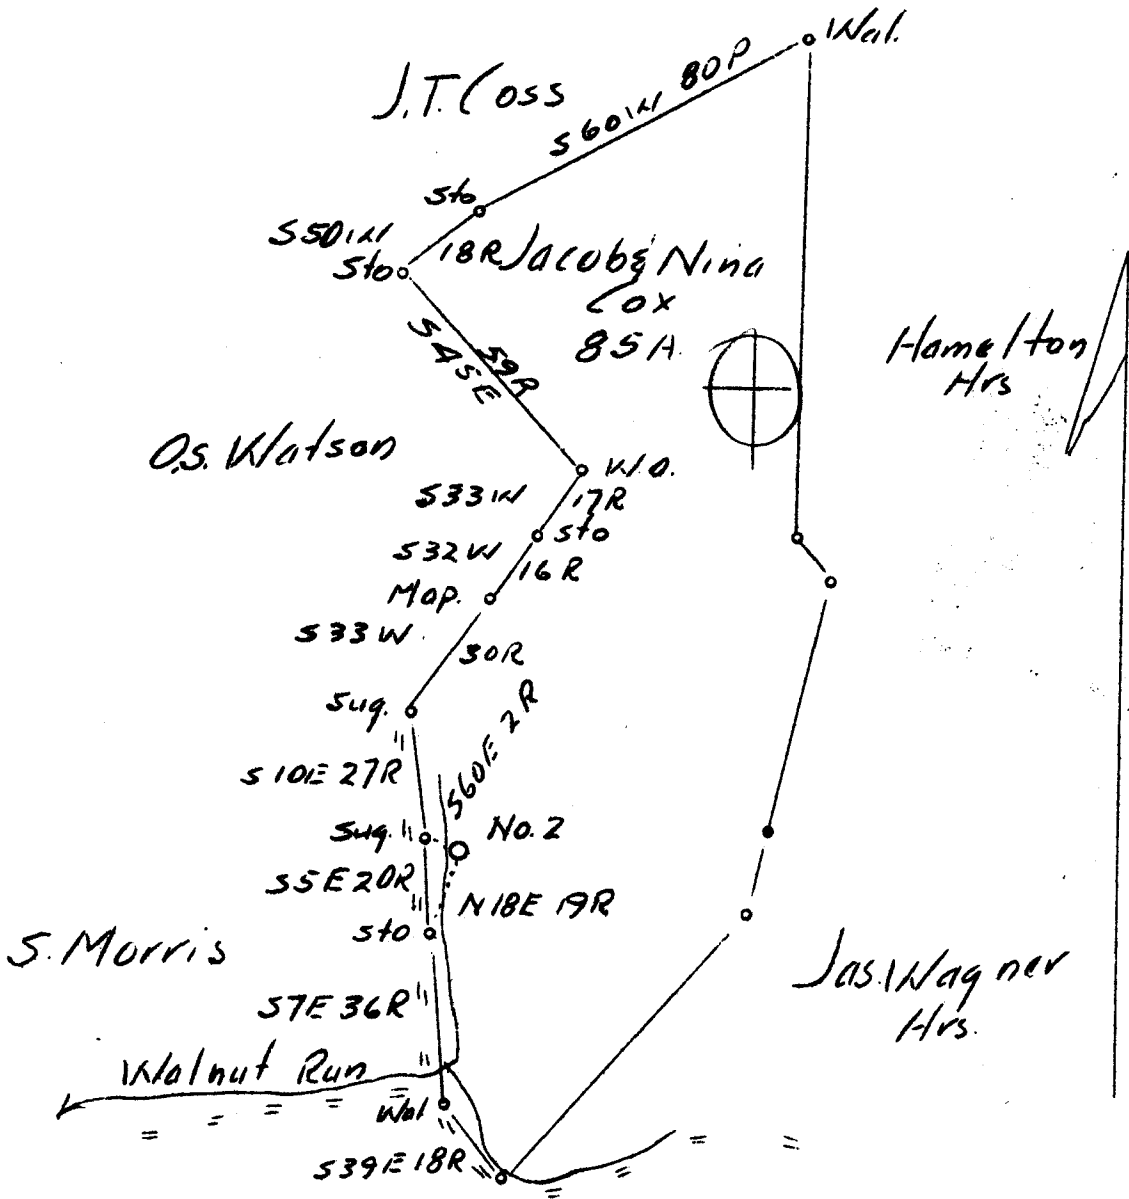 Wal.
J.T. Coss
S60W 80P
Sto
S50W
18R
Sto
Jacob & Nina
Cox
85A.
S45E
59R
Hamelton
Hrs
O.S. Watson
W.O.
S33W
17R
Sto
S32W
16R
Map.
S33W
30R
Sug.
S60E 2R
S10E 27R
Sug.
No. 2
S5E 20R
N18E 19R
Sto
S. Morris
S7E 36R
Jas. Wagner
Hrs.
Walnut Run
Wal
S39E 18R